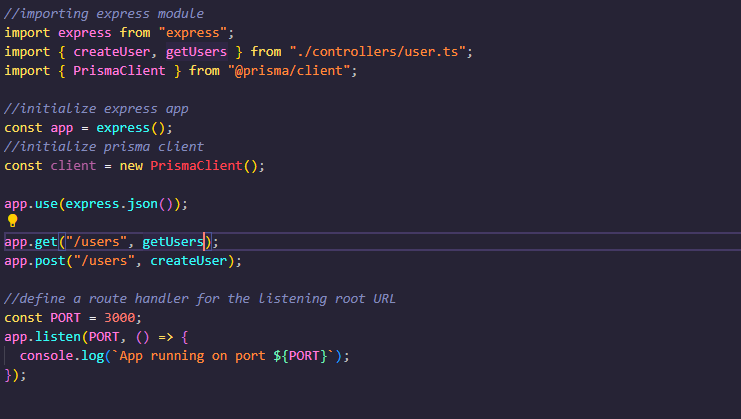 //importing express module
import express from "express";
import { createUser, getUsers } from "./controllers/user.ts";
import { PrismaClient } from "@prisma/client";

//initialize express app
const app = express();
//initialize prisma client
const client = new PrismaClient();

app.use(express.json());

app.get("/users", getUsers);
app.post("/users", createUser);

//define a route handler for the listening root URL
const PORT = 3000;
app.listen(PORT, () => {
  console.log(`App running on port ${PORT}`);
});